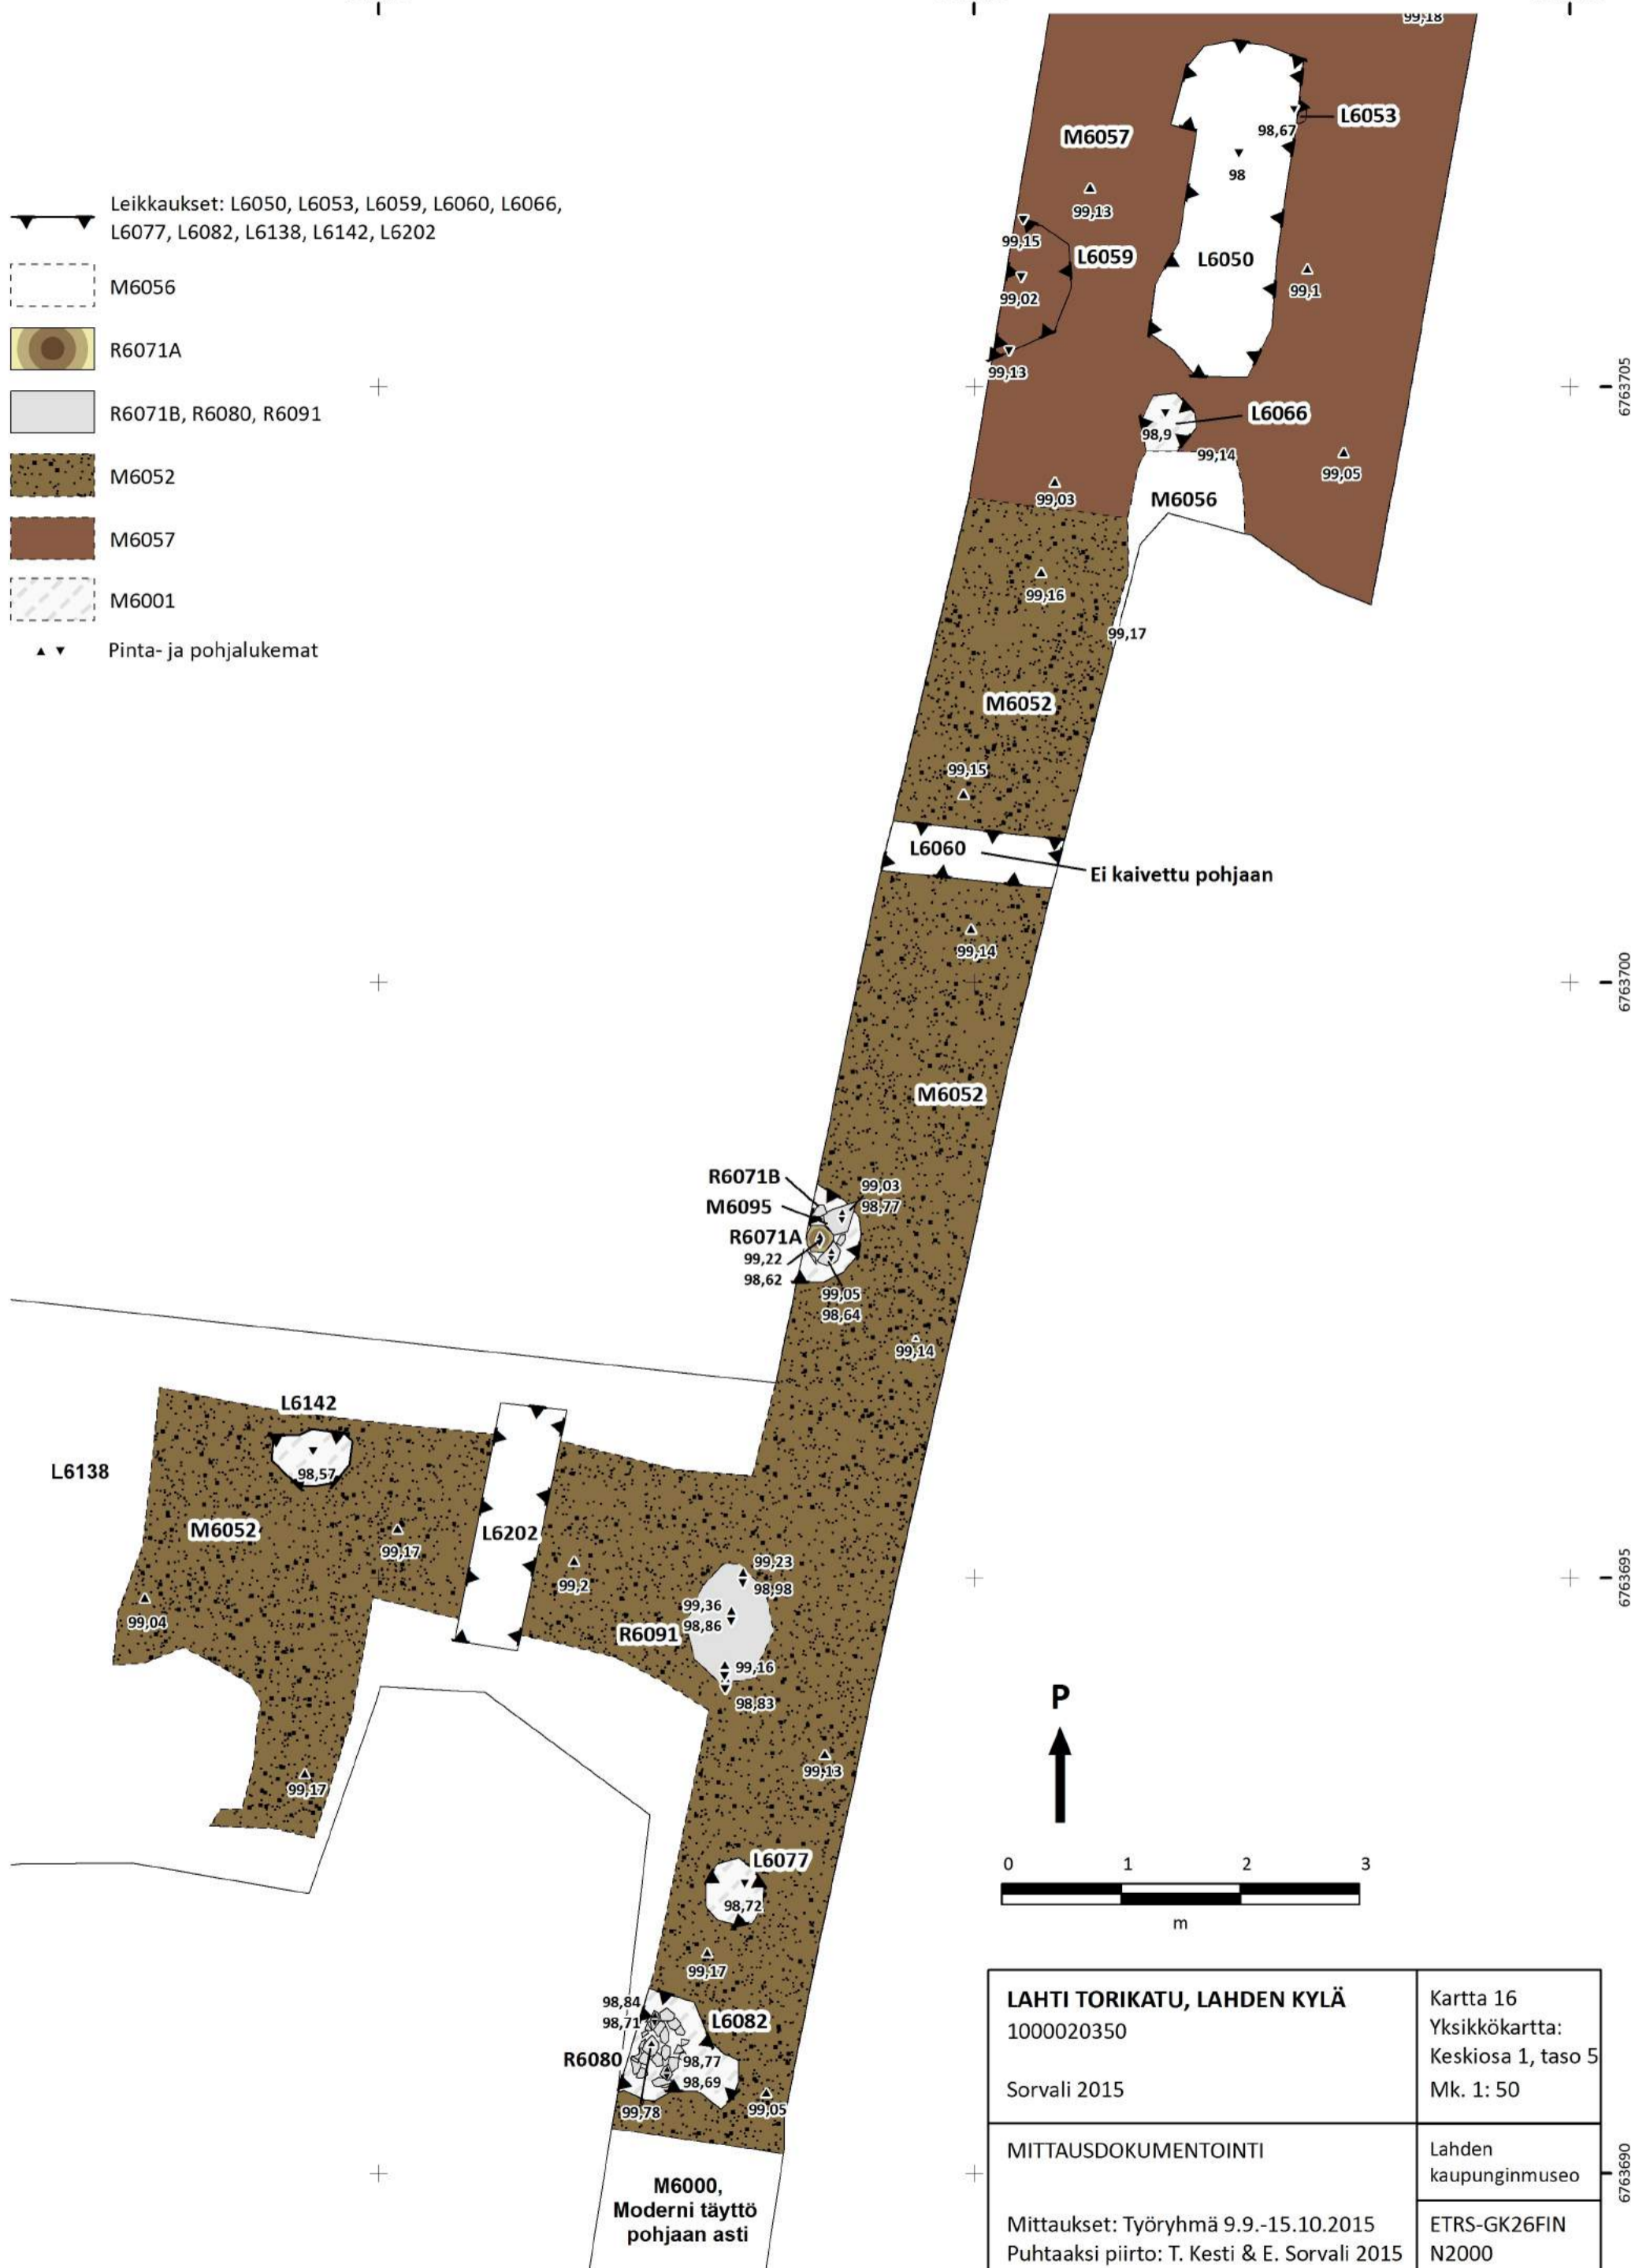 99,18
L6053
98,67
M6057
98
99,13
99,15
L6059
L6050
99,02
99,1
99,13
6763705
L6066
98,9
99,14
99,05
99,03
M6056
99,16
99,17
M6052
99,15
L6060
Ei kaivettu pohjaan
99,14
6763700
M6052
R6071B
99,03
M6095
98,77
R6071A
99,22
98,62
99,05
98,64
99,14
L6142
L6138
98,57
M6052
L6202
99,17
99,2
99,23
98,98
99,36
98,86
99,04
R6091
99,16
98,83
6763695
99,13
99,17
L6077
98,72
99,17
98,84
98,71
L6082
R6080
98,77
98,69
99,78
99,05
M6000,
Moderni täyttö
pohjaan asti
6763690
Leikkaukset: L6050, L6053, L6059, L6060, L6066,
L6077, L6082, L6138, L6142, L6202
M6056
R6071A
R6071B, R6080, R6091
M6052
M6057
M6001
Pinta- ja pohjalukemat
P
0 1 2 3
m
LAHTI TORIKATU, LAHDEN KYLÄ
1000020350
Sorvali 2015
Kartta 16
Yksikkökartta:
Keskiosa 1, taso 5
Mk. 1: 50
MITTAUSDOKUMENTOINTI
Lahden
kaupunginmuseo
Mittaukset: Työryhmä 9.9.-15.10.2015
Puhtaaksi piirto: T. Kesti & E. Sorvali 2015
ETRS-GK26FIN
N2000